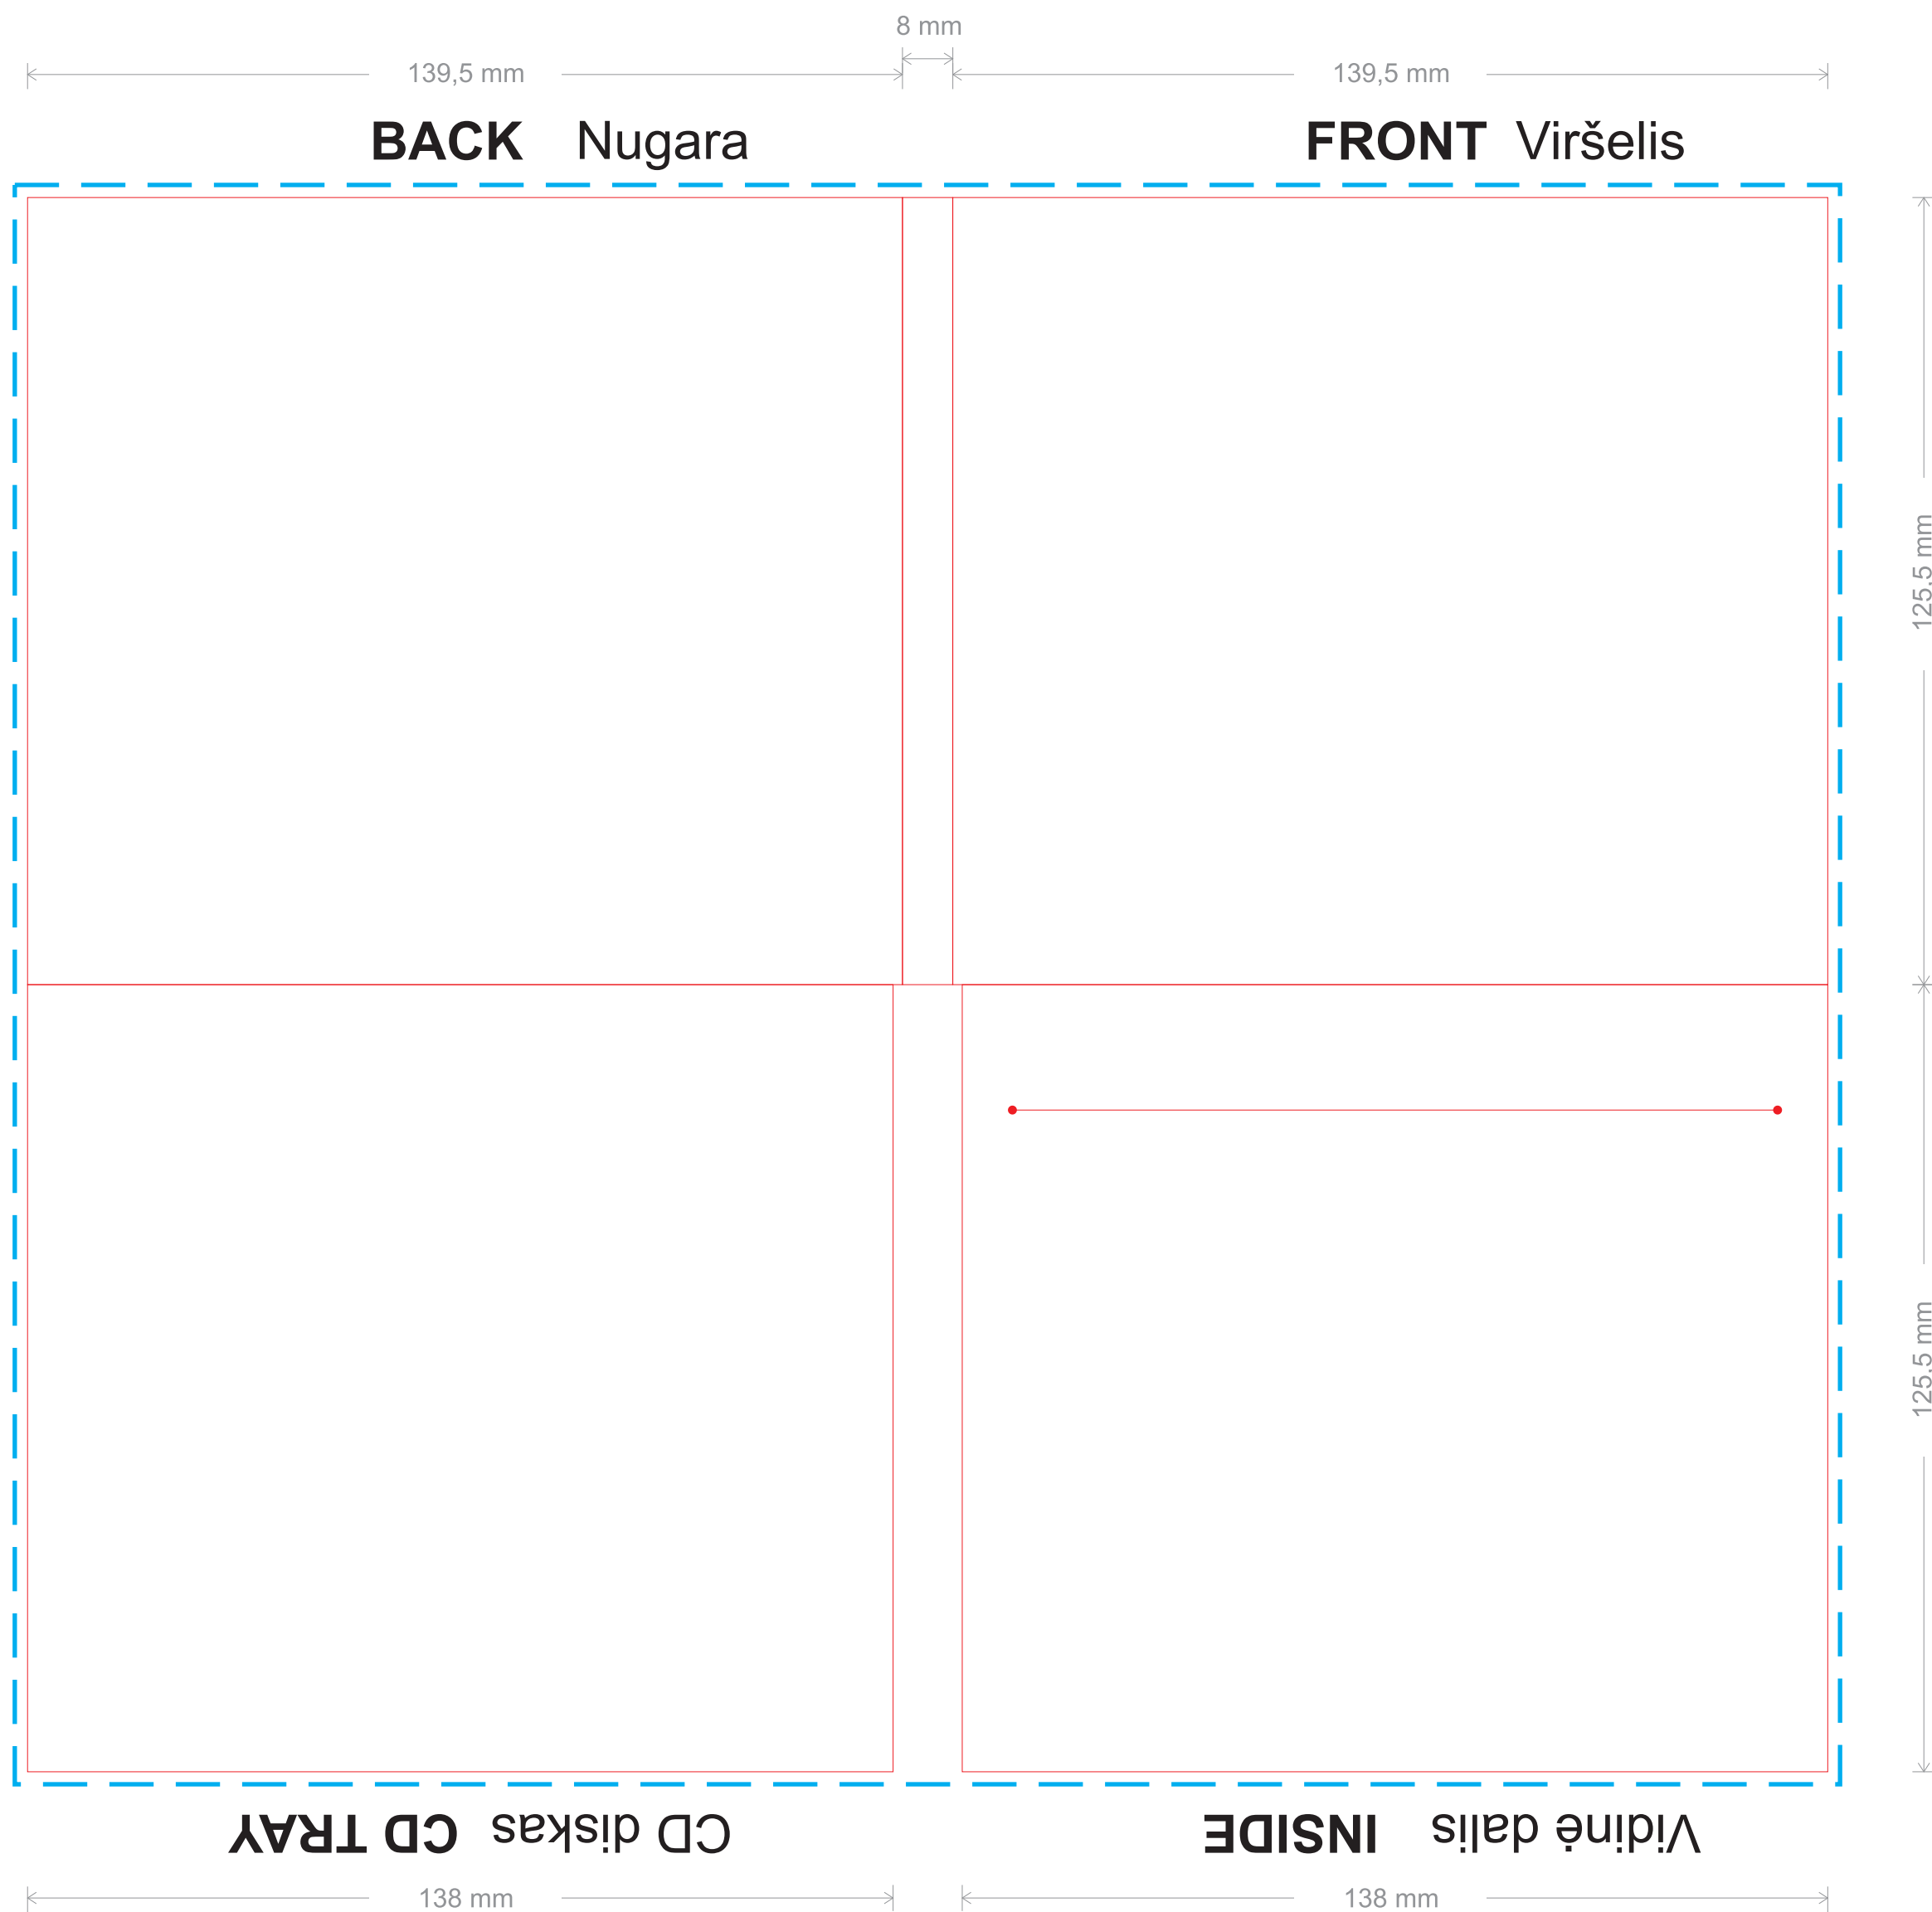 8 mm
139,5 mm
139,5 mm
BACK Nugara
FRONT Viršelis
125,5 mm
125,5 mm
CD diskas CD TRAY
Vidinė dalis INSIDE
138 mm
138 mm